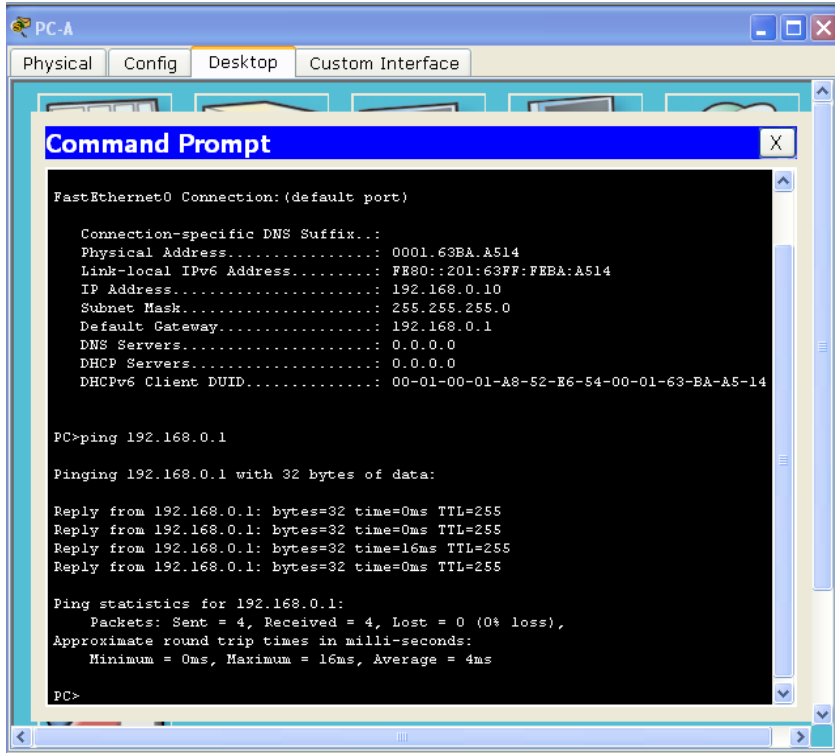 PC-A
Physical Config Desktop Custom Interface
Command Prompt X
FastEthernet0 Connection:(default port)
Connection-specific DNS Suffix..:
Physical Address................: 0001.63BA.A514
Link-local IPv6 Address.........: FE80::201:63FF:FEBA:A514
IP Address......................: 192.168.0.10
Subnet Mask.....................: 255.255.255.0
Default Gateway.................: 192.168.0.1
DNS Servers.....................: 0.0.0.0
DHCP Servers....................: 0.0.0.0
DHCPv6 Client DUID..............: 00-01-00-01-A8-52-E6-54-00-01-63-BA-A5-14
PC>ping 192.168.0.1
Pinging 192.168.0.1 with 32 bytes of data:
Reply from 192.168.0.1: bytes=32 time=0ms TTL=255
Reply from 192.168.0.1: bytes=32 time=0ms TTL=255
Reply from 192.168.0.1: bytes=32 time=16ms TTL=255
Reply from 192.168.0.1: bytes=32 time=0ms TTL=255
Ping statistics for 192.168.0.1:
Packets: Sent = 4, Received = 4, Lost = 0 (0% loss),
Approximate round trip times in milli-seconds:
Minimum = 0ms, Maximum = 16ms, Average = 4ms
PC>